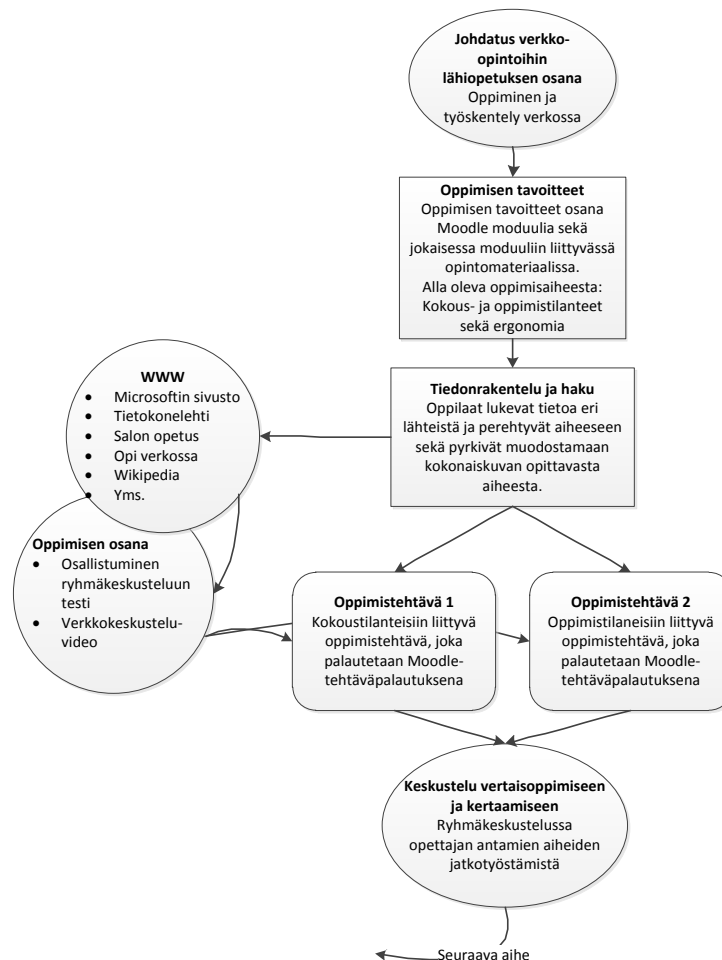 Johdatus verkko-
opintoihin
lähiopetuksen osana
Oppiminen ja
työskentely verkossa
Oppimisen tavoitteet
Oppimisen tavoitteet osana
Moodle moduulia sekä
jokaisessa moduuliin liittyvässä
opintomateriaalissa.
Alla oleva oppimisaiheesta:
Kokous- ja oppimistilanteet
sekä ergonomia
WWW
• Microsoftin sivusto
• Tietokonelehti
• Salon opetus
• Opi verkossa
• Wikipedia
• Yms.
Tiedonrakentelu ja haku
Oppilaat lukevat tietoa eri
lähteistä ja perehtyvät aiheeseen
sekä pyrkivät muodostamaan
kokonaiskuvan opittavasta
aiheesta.
Oppimisen osana
• Osallistuminen
ryhmäkeskusteluun
testi
• Verkkokeskustelu-
video
Oppimistehtävä 1
Kokoustilanteisiin liittyvä
oppimistehtävä, joka
palautetaan Moodle-
tehtäväpalautuksena
Oppimistehtävä 2
Oppimistilaneisiin liittyvä
oppimistehtävä, joka
palautetaan Moodle-
tehtäväpalautuksena
Keskustelu vertaisoppimiseen
ja kertaamiseen
Ryhmäkeskustelussa
opettajan antamien aiheiden
jatkotyöstämistä
Seuraava aihe